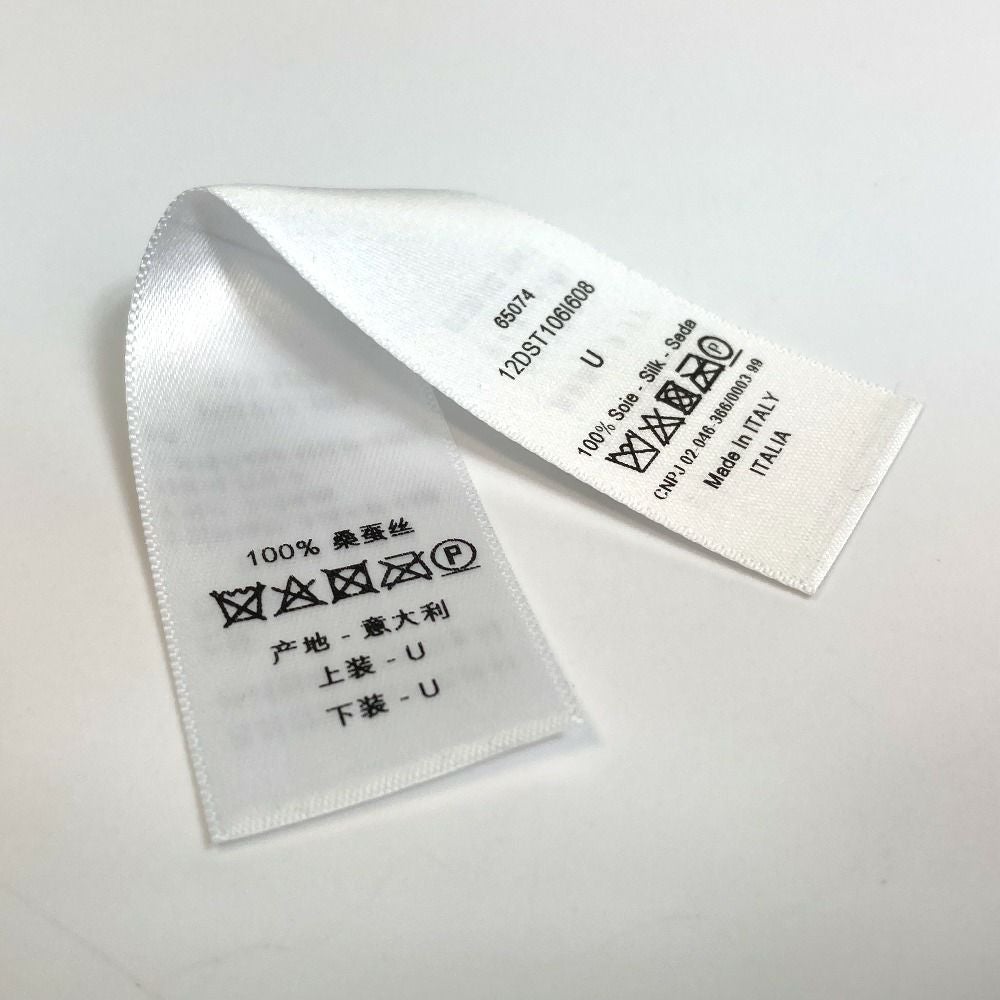 65074
12DST106I608
U
100% Soie - Silk - Seda
P
CNPJ 02-046-366/0003 99
Made In ITALY
ITALIA
100% 桑蚕丝
P
产地 - 意大利
上装 - U
下装 - U